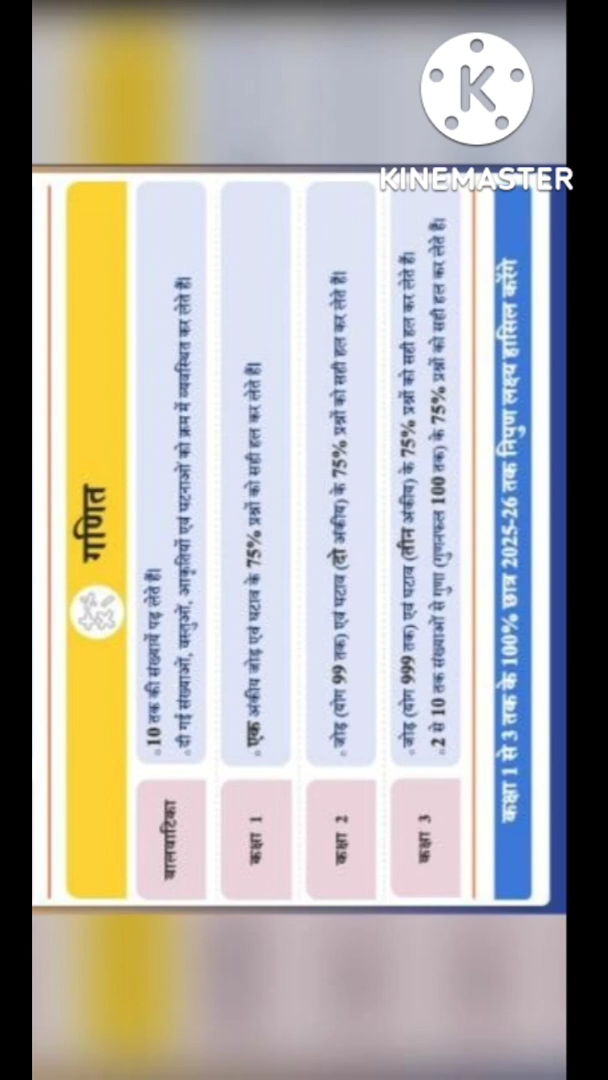 K
KINEMASTER
गणित
बालवाटिका
10 तक की संख्यायें पढ़ लेते हैं।
दी गई संख्याओं, वस्तुओं, आकृतियों एवं घटनाओं को क्रम में व्यवस्थित कर लेते हैं।
कक्षा 1
एक अंकीय जोड़ एवं घटाव के 75% प्रश्नों को सही हल कर लेते हैं।
कक्षा 2
जोड़ (योग 99 तक) एवं घटाव (दो अंकीय) के 75% प्रश्नों को सही हल कर लेते हैं।
कक्षा 3
जोड़ (योग 999 तक) एवं घटाव (तीन अंकीय) के 75% प्रश्नों को सही हल कर लेते हैं।
2 से 10 तक संख्याओं से गुणा (गुणनफल 100 तक) के 75% प्रश्नों को सही हल कर लेते हैं।
कक्षा 1 से 3 तक के 100% छात्र 2025-26 तक निपुण लक्ष्य हासिल करेंगे